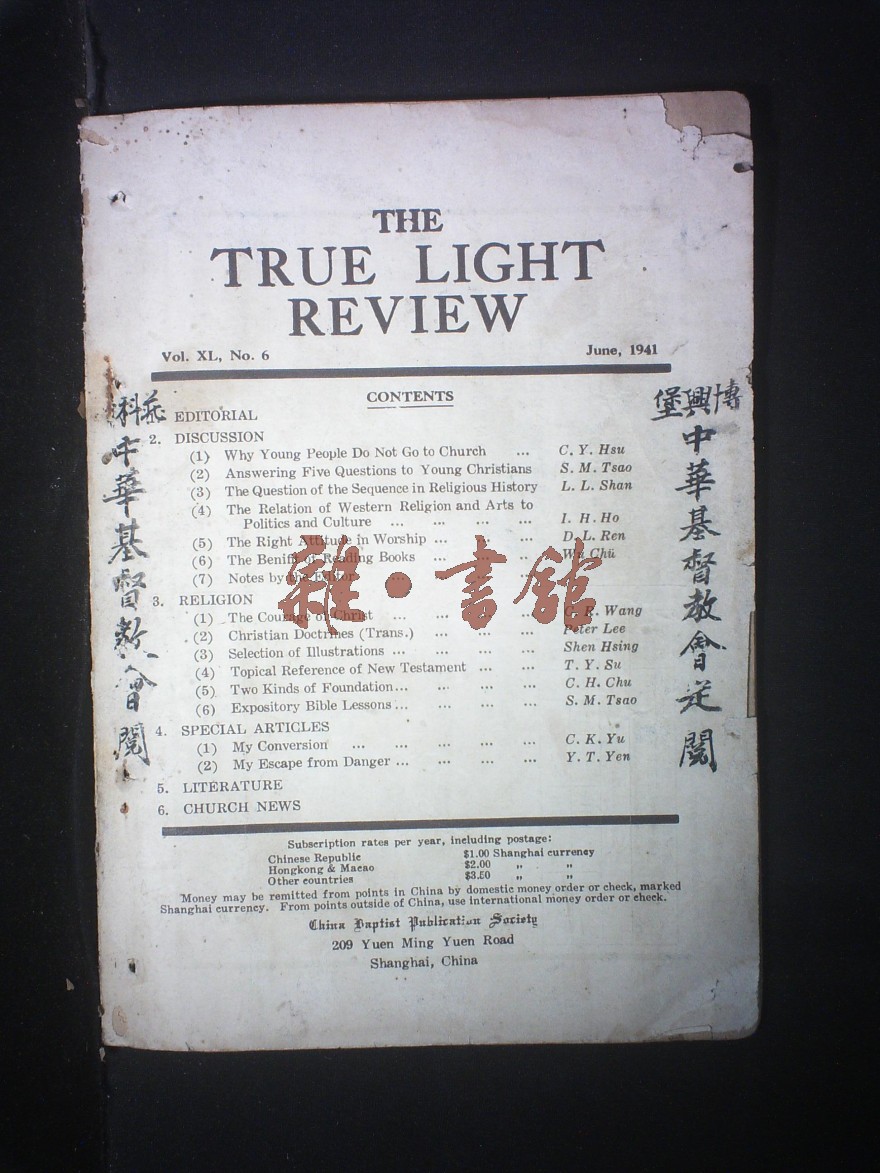 THE
TRUE LIGHT
REVIEW
Vol. XL, No. 6 June, 1941
CONTENTS
EDITORIAL
2. DISCUSSION
(1) Why Young People Do Not Go to Church ... C. Y. Hsu
(2) Answering Five Questions to Young Christians S. M. Tsao
(3) The Question of the Sequence in Religious History L. L. Shan
(4) The Relation of Western Religion and Arts to
Politics and Culture ... ... ... ... I. H. Ho
(5) The Right Attitude in Worship ... ... ... D. L. Ren
(6) The Benifit of Reading Books ... ... ... Wu Chu
(7) Notes by the Editor ... ... ...
3. RELIGION
(1) The Courage of Christ ... ... ... ... C. R. Wang
(2) Christian Doctrines (Trans.) ... ... ... Peter Lee
(3) Selection of Illustrations ... ... ... ... Shen Hsing
(4) Topical Reference of New Testament ... ... T. Y. Su
(5) Two Kinds of Foundation... ... ... ... C. H. Chu
(6) Expository Bible Lessons ... ... ... ... S. M. Tsao
4. SPECIAL ARTICLES
(1) My Conversion ... ... ... ... ... C. K. Yu
(2) My Escape from Danger ... ... ... ... Y. T. Yen
5. LITERATURE
6. CHURCH NEWS
Subscription rates per year, including postage:
Chinese Republic $1.00 Shanghai currency
Hongkong & Macao $2.00 „ „
Other countries $3.50 „ „
Money may be remitted from points in China by domestic money order or check, marked
Shanghai currency. From points outside of China, use international money order or check.
China Baptist Publication Society
209 Yuen Ming Yuen Road
Shanghai, China
博興
堡
中華基督教會
閱
科
中華基督教會閱
雜·書館